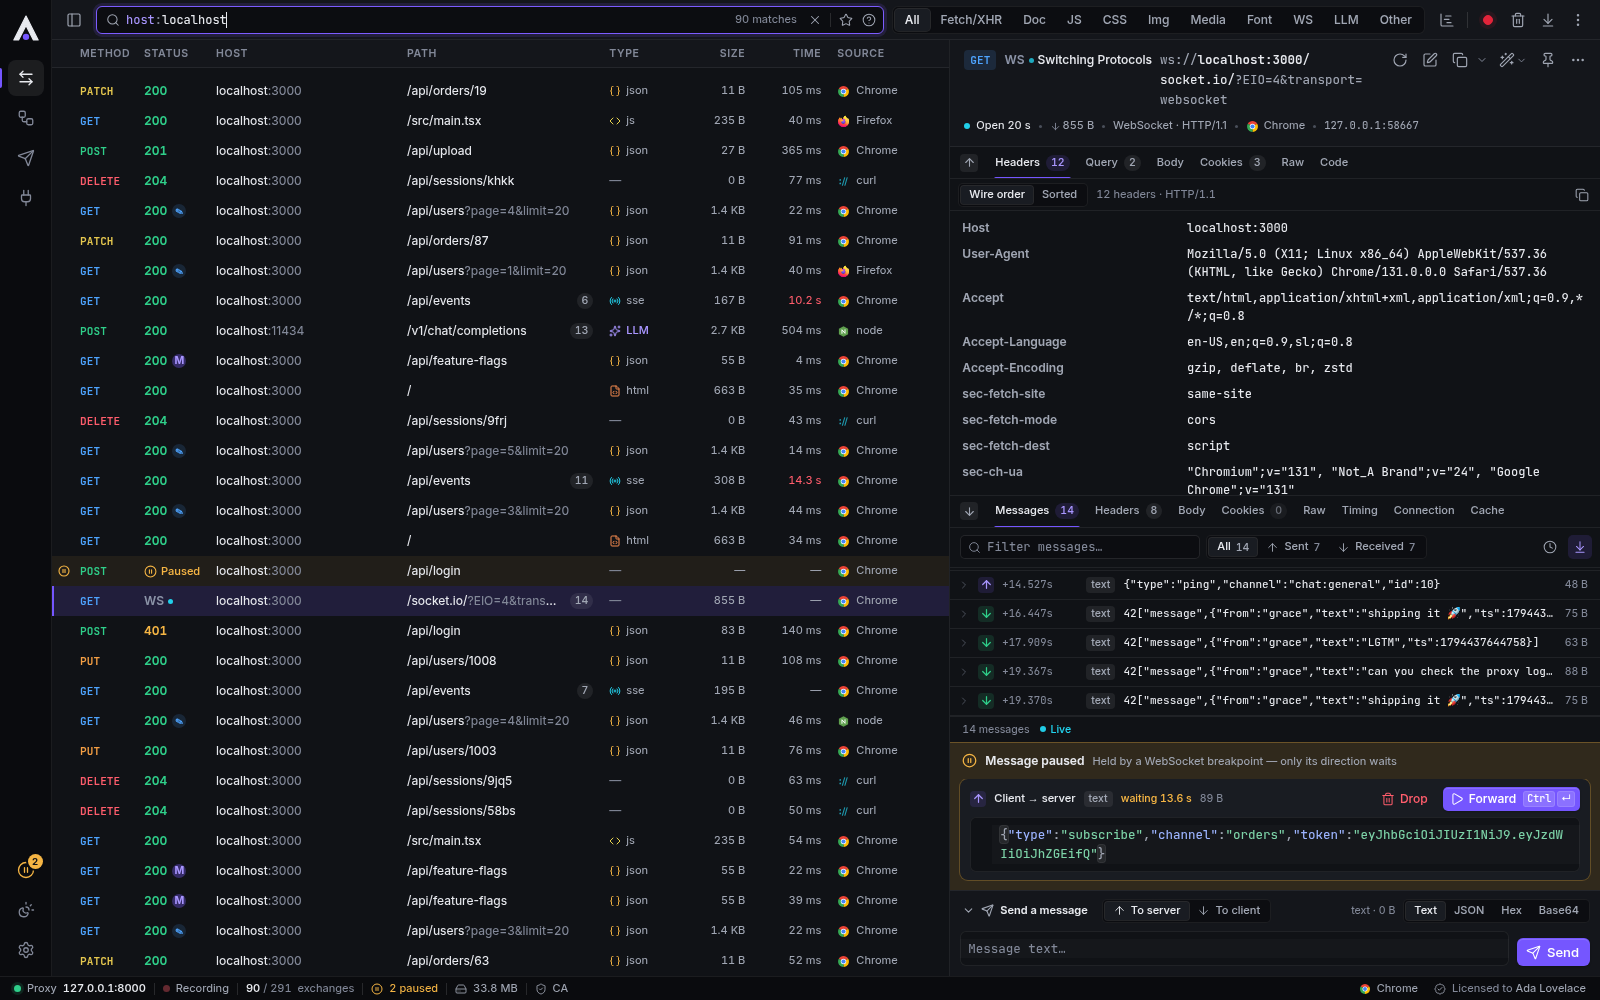 host:localhost 90 matches All Fetch/XHR Doc JS CSS Img Media Font WS LLM Other
METHOD STATUS HOST PATH TYPE SIZE TIME SOURCE
PATCH 200 localhost:3000 /api/orders/19 {} json 11 B 105 ms Chrome
GET 200 localhost:3000 /src/main.tsx <> js 235 B 40 ms Firefox
POST 201 localhost:3000 /api/upload {} json 27 B 365 ms Chrome
DELETE 204 localhost:3000 /api/sessions/khkk — 0 B 77 ms :// curl
GET 200 localhost:3000 /api/users?page=4&limit=20 {} json 1.4 KB 22 ms Chrome
PATCH 200 localhost:3000 /api/orders/87 {} json 11 B 91 ms Chrome
GET 200 localhost:3000 /api/users?page=1&limit=20 {} json 1.4 KB 40 ms Firefox
GET 200 localhost:3000 /api/events 6 sse 167 B 10.2 s Chrome
POST 200 localhost:11434 /v1/chat/completions 13 LLM 2.7 KB 504 ms node
GET 200 M localhost:3000 /api/feature-flags {} json 55 B 4 ms Chrome
GET 200 localhost:3000 / html 663 B 35 ms Chrome
DELETE 204 localhost:3000 /api/sessions/9frj — 0 B 43 ms :// curl
GET 200 localhost:3000 /api/users?page=5&limit=20 {} json 1.4 KB 14 ms Chrome
GET 200 localhost:3000 /api/events 11 sse 308 B 14.3 s Chrome
GET 200 localhost:3000 /api/users?page=3&limit=20 {} json 1.4 KB 44 ms Chrome
GET 200 localhost:3000 / html 663 B 34 ms Chrome
POST Paused localhost:3000 /api/login — — — Chrome
GET WS localhost:3000 /socket.io/?EIO=4&trans... 14 — 855 B — Chrome
POST 401 localhost:3000 /api/login {} json 83 B 140 ms Chrome
PUT 200 localhost:3000 /api/users/1008 {} json 11 B 108 ms Chrome
GET 200 localhost:3000 /api/events 7 sse 195 B — Chrome
GET 200 localhost:3000 /api/users?page=4&limit=20 {} json 1.4 KB 46 ms node
PUT 200 localhost:3000 /api/users/1003 {} json 11 B 76 ms Chrome
DELETE 204 localhost:3000 /api/sessions/9jq5 — 0 B 63 ms :// curl
DELETE 204 localhost:3000 /api/sessions/58bs — 0 B 50 ms :// curl
GET 200 localhost:3000 /src/main.tsx <> js 235 B 54 ms Chrome
GET 200 M localhost:3000 /api/feature-flags {} json 55 B 22 ms Chrome
GET 200 M localhost:3000 /api/feature-flags {} json 55 B 39 ms Chrome
GET 200 localhost:3000 /api/users?page=3&limit=20 {} json 1.4 KB 22 ms Chrome
PATCH 200 localhost:3000 /api/orders/63 {} json 11 B 52 ms Chrome
2
GET WS • Switching Protocols ws://localhost:3000/
socket.io/?EIO=4&transport=
websocket
Open 20 s • ↓ 855 B • WebSocket · HTTP/1.1 • Chrome • 127.0.0.1:58667
Headers 12 Query 2 Body Cookies 3 Raw Code
Wire order Sorted 12 headers · HTTP/1.1
Host localhost:3000
User-Agent Mozilla/5.0 (X11; Linux x86_64) AppleWebKit/537.36
(KHTML, like Gecko) Chrome/131.0.0.0 Safari/537.36
Accept text/html,application/xhtml+xml,application/xml;q=0.9,*
/*;q=0.8
Accept-Language en-US,en;q=0.9,sl;q=0.8
Accept-Encoding gzip, deflate, br, zstd
sec-fetch-site same-site
sec-fetch-mode cors
sec-fetch-dest script
sec-ch-ua "Chromium";v="131", "Not_A Brand";v="24", "Google
Chrome";v="131"
Messages 14 Headers 8 Body Cookies 0 Raw Timing Connection Cache
Filter messages… All 14 ↑ Sent 7 ↓ Received 7
↑ +14.527s text {"type":"ping","channel":"chat:general","id":10} 48 B
↓ +16.447s text 42["message",{"from":"grace","text":"shipping it 🚀","ts":179443… 75 B
↓ +17.909s text 42["message",{"from":"grace","text":"LGTM","ts":1794437644758}] 63 B
↓ +19.367s text 42["message",{"from":"grace","text":"can you check the proxy log… 88 B
↓ +19.370s text 42["message",{"from":"grace","text":"shipping it 🚀","ts":179443… 75 B
14 messages • Live
Message paused Held by a WebSocket breakpoint — only its direction waits
↑ Client → server text waiting 13.6 s 89 B Drop Forward Ctrl ↵
{"type":"subscribe","channel":"orders","token":"eyJhbGciOiJIUzI1NiJ9.eyJzdW
IiOiJhZGEifQ"}
Send a message ↑ To server ↓ To client text · 0 B Text JSON Hex Base64
Message text… Send
Proxy 127.0.0.1:8000 Recording 90 / 291 exchanges 2 paused 33.8 MB CA Chrome Licensed to Ada Lovelace